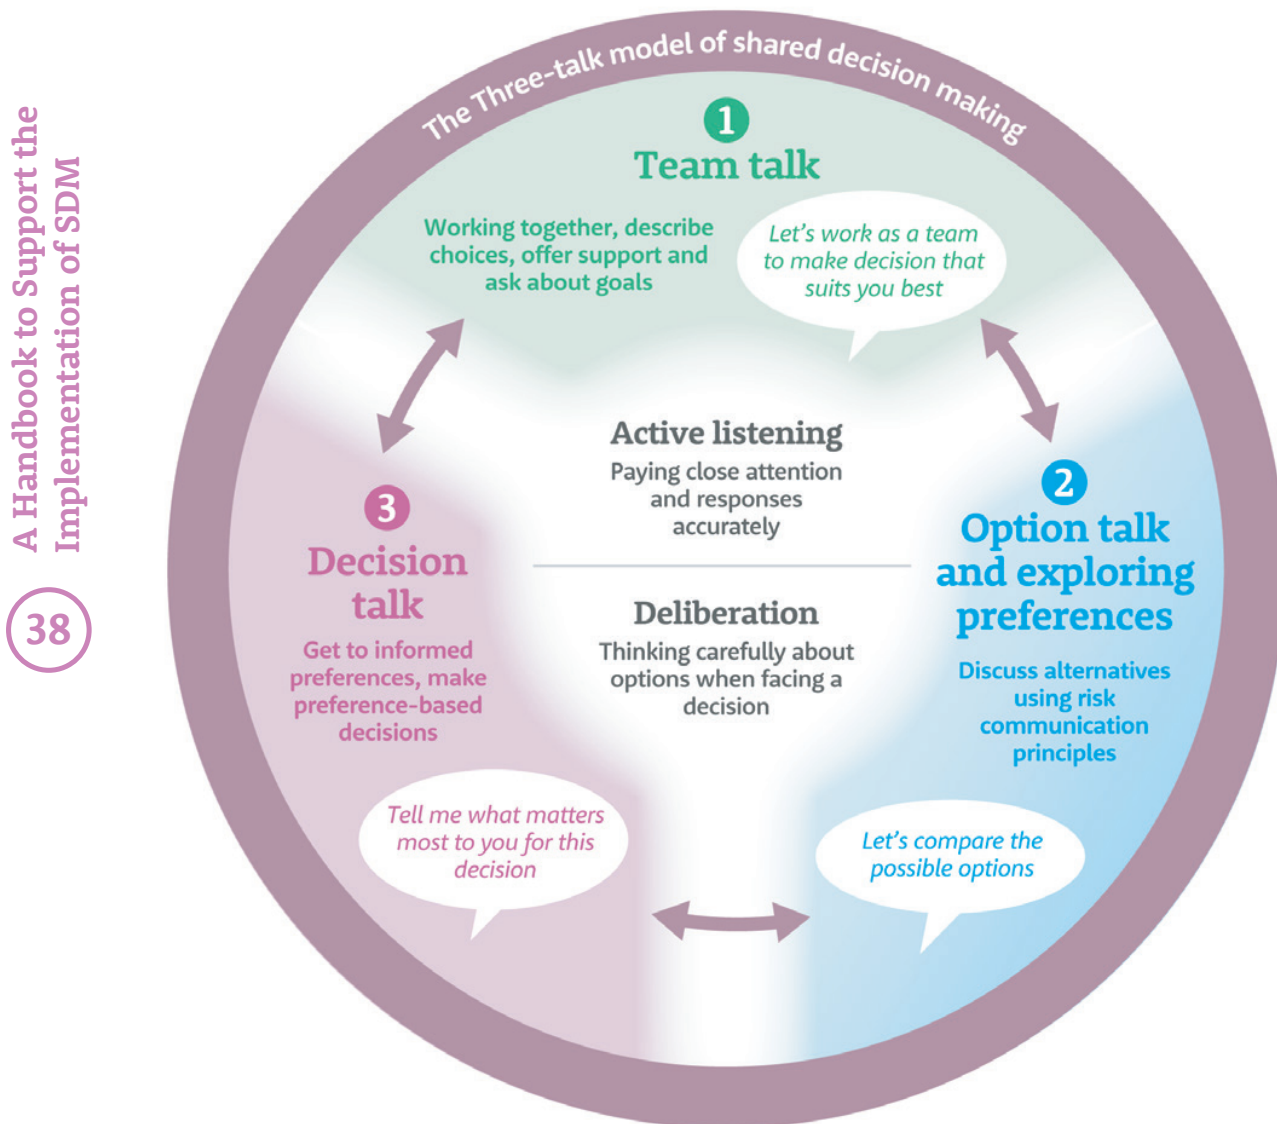 A Handbook to Support the
Implementation of SDM
38
The Three-talk model of shared decision making
1
Team talk
Working together, describe
choices, offer support and
ask about goals
Let's work as a team
to make decision that
suits you best
Active listening
Paying close attention
and responses
accurately
Deliberation
Thinking carefully about
options when facing a
decision
2
Option talk
and exploring
preferences
Discuss alternatives
using risk
communication
principles
Let's compare the
possible options
3
Decision
talk
Get to informed
preferences, make
preference-based
decisions
Tell me what matters
most to you for this
decision